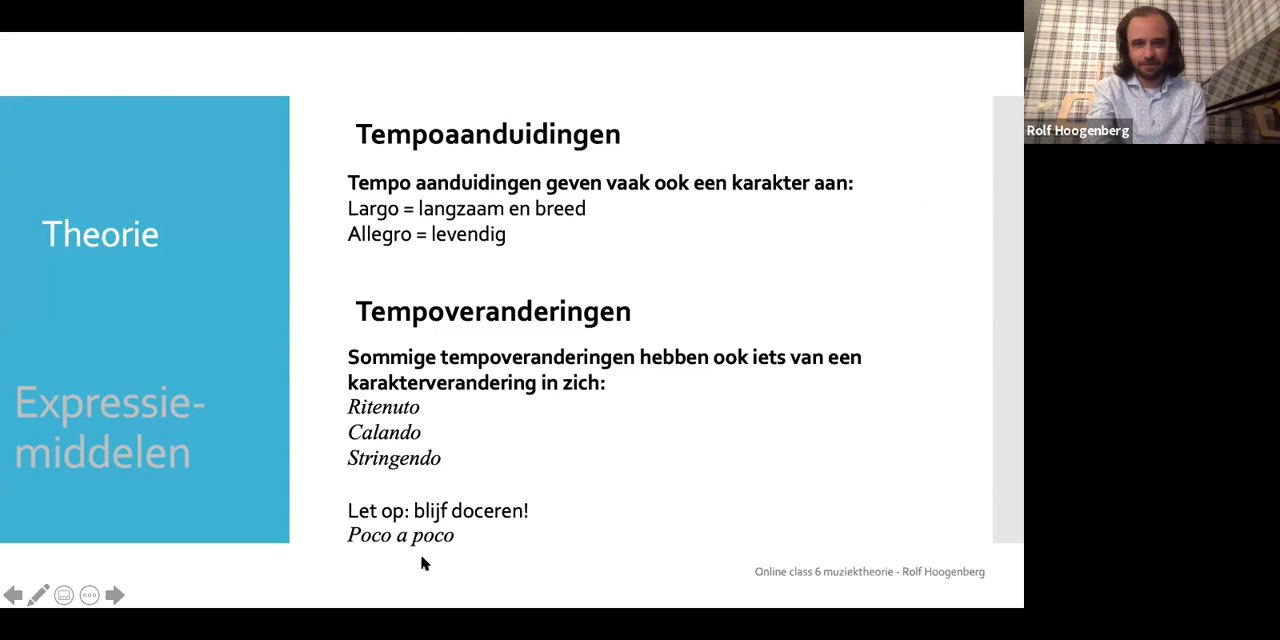 Theorie
Expressie-
middelen
Tempoaanduidingen
Tempo aanduidingen geven vaak ook een karakter aan:
Largo = langzaam en breed
Allegro = levendig
Tempoveranderingen
Sommige tempoveranderingen hebben ook iets van een
karakterverandering in zich:
Ritenuto
Calando
Stringendo
Let op: blijf doceren!
Poco a poco
Online class 6 muziektheorie - Rolf Hoogenberg
Rolf Hoogenberg